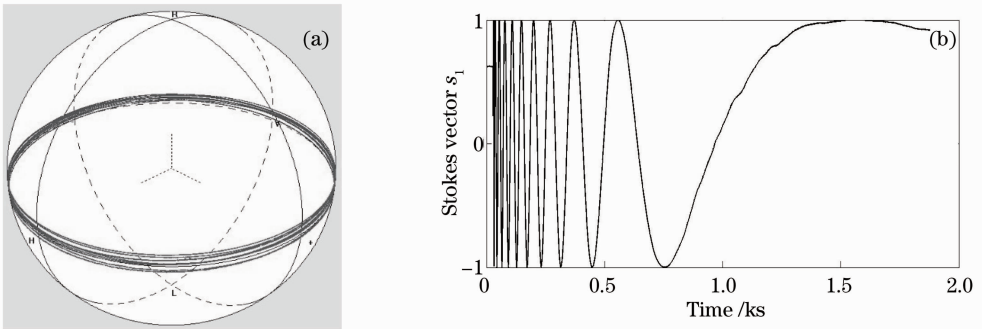 H
(a)
V
H
+
L
(b)
Stokes vector s1
1
0
−1
0
0.5
1.0
1.5
2.0
Time /ks